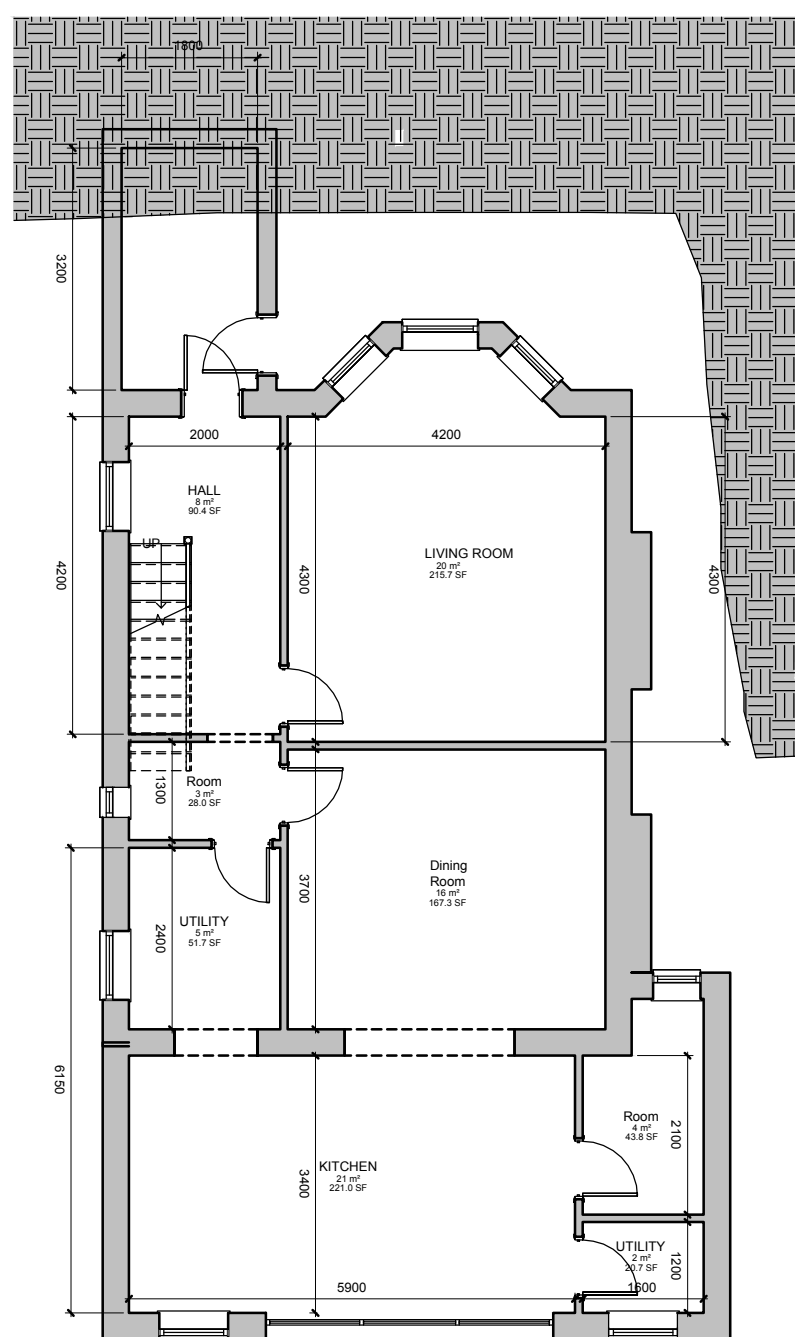 1800
3200
2000
4200
HALL
8 m²
90.4 SF
UP
4200
LIVING ROOM
20 m²
215.7 SF
4300
4300
Room
3 m²
28.0 SF
1300
Dining
Room
16 m²
167.3 SF
3700
UTILITY
5 m²
51.7 SF
2400
6150
Room
4 m²
43.8 SF
2100
KITCHEN
21 m²
221.0 SF
3400
UTILITY
2 m²
20.7 SF
1200
5900
1600